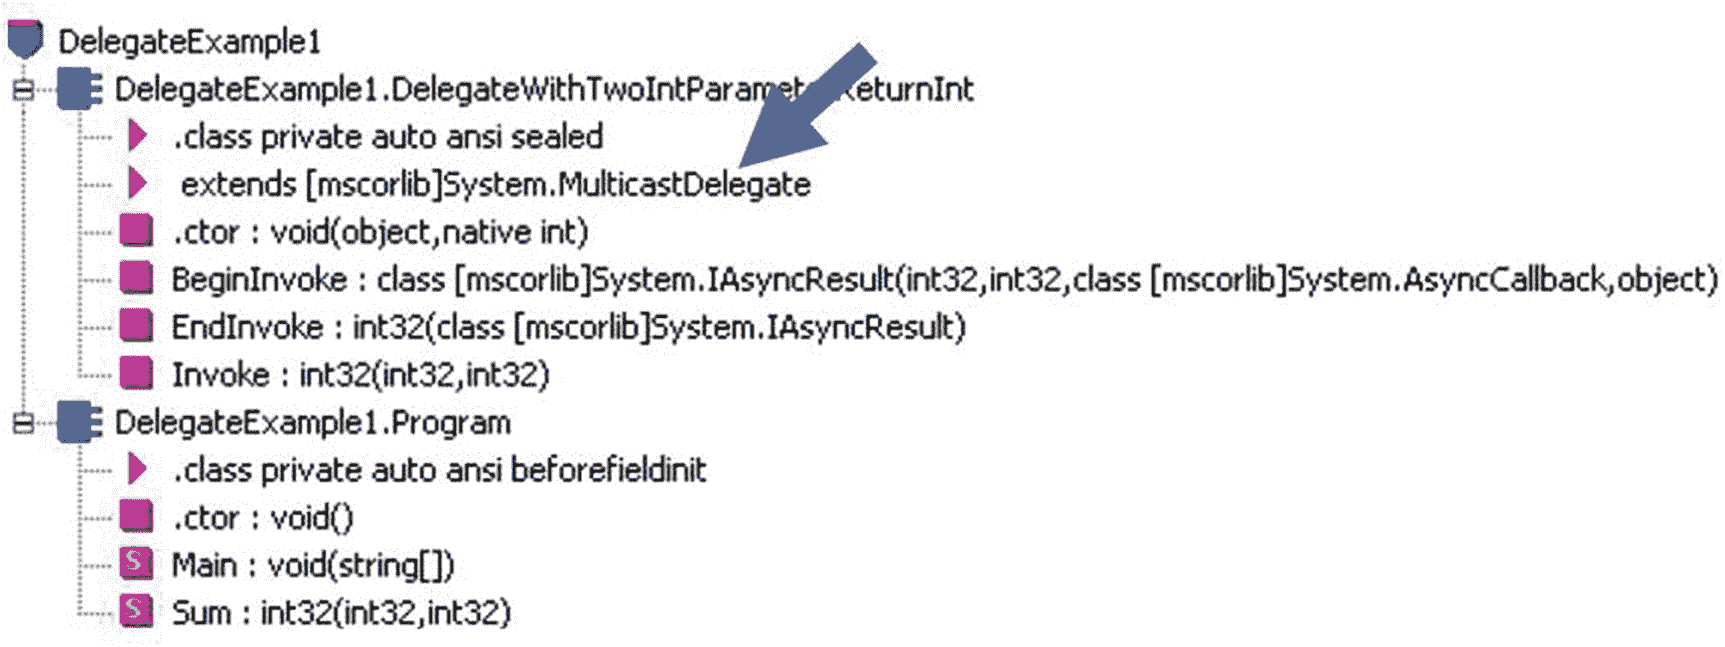 DelegateExample1
DelegateExample1.DelegateWithTwoIntParamete ReturnInt
.class private auto ansi sealed
extends [mscorlib]System.MulticastDelegate
.ctor : void(object,native int)
BeginInvoke : class [mscorlib]System.IAsyncResult(int32,int32,class [mscorlib]System.AsyncCallback,object)
EndInvoke : int32(class [mscorlib]System.IAsyncResult)
Invoke : int32(int32,int32)
DelegateExample1.Program
.class private auto ansi beforefieldinit
.ctor : void()
S Main : void(string[])
S Sum : int32(int32,int32)